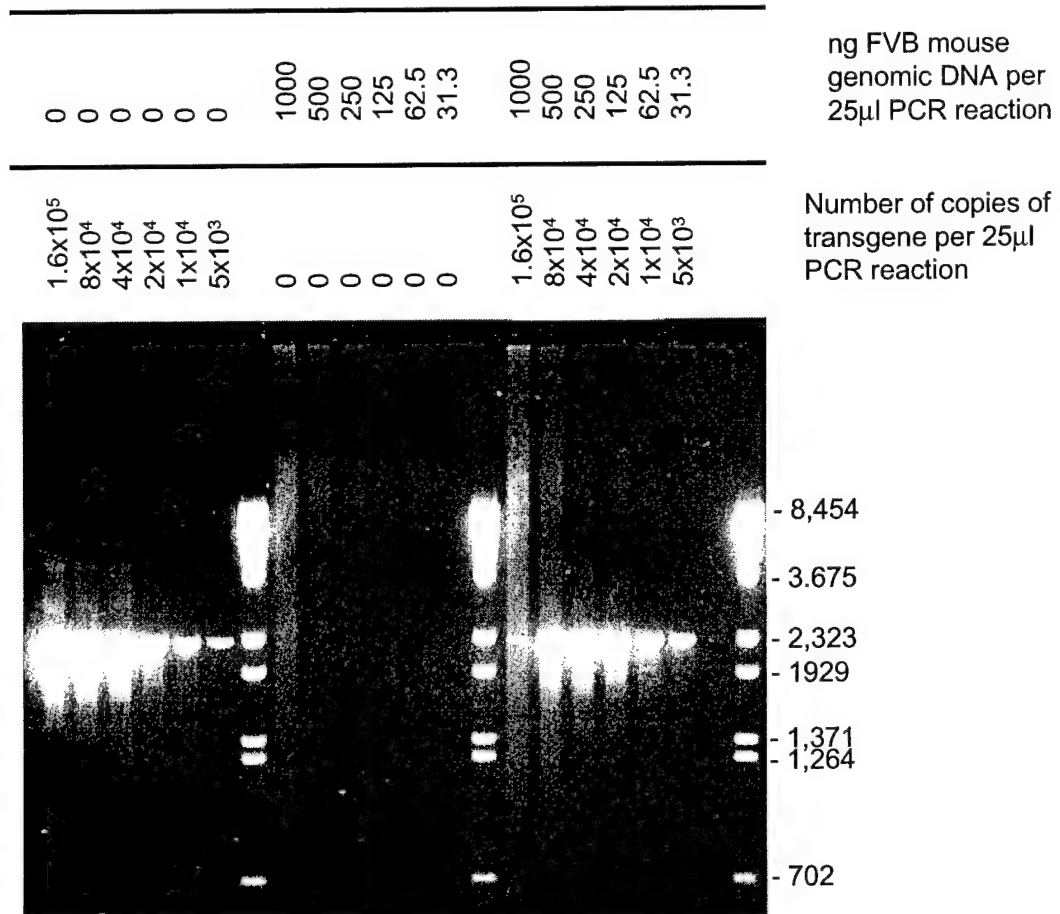 0 0 0 0 0 0 1000 500 250 125 62.5 31.3 1000 500 250 125 62.5 31.3
ng FVB mouse
genomic DNA per
25µl PCR reaction
1.6x10⁵ 8x10⁴ 4x10⁴ 2x10⁴ 1x10⁴ 5x10³ 0 0 0 0 0 0 1.6x10⁵ 8x10⁴ 4x10⁴ 2x10⁴ 1x10⁴ 5x10³
Number of copies of
transgene per 25µl
PCR reaction
- 8,454
- 3.675
- 2,323
- 1929
- 1,371
- 1,264
- 702